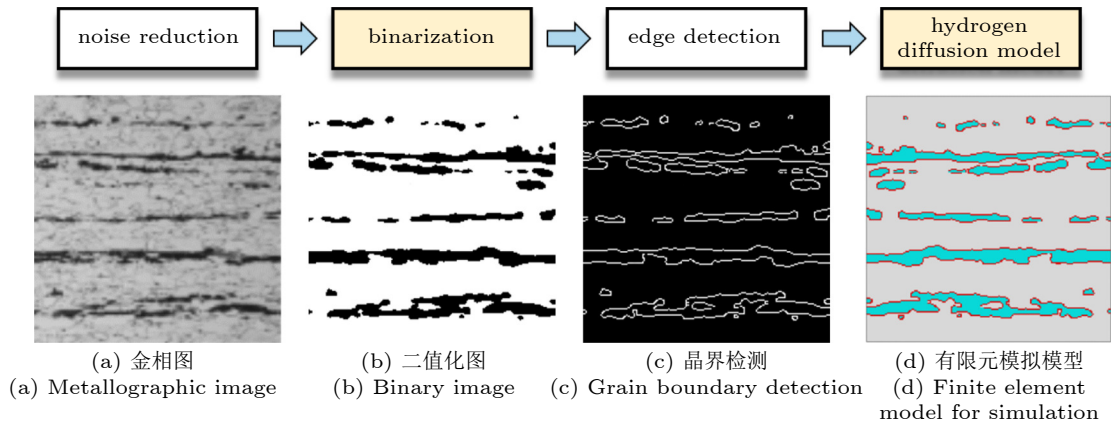 noise reduction
binarization
edge detection
hydrogen
diffusion model
(a) 金相图
(a) Metallographic image
(b) 二值化图
(b) Binary image
(c) 晶界检测
(c) Grain boundary detection
(d) 有限元模拟模型
(d) Finite element
model for simulation